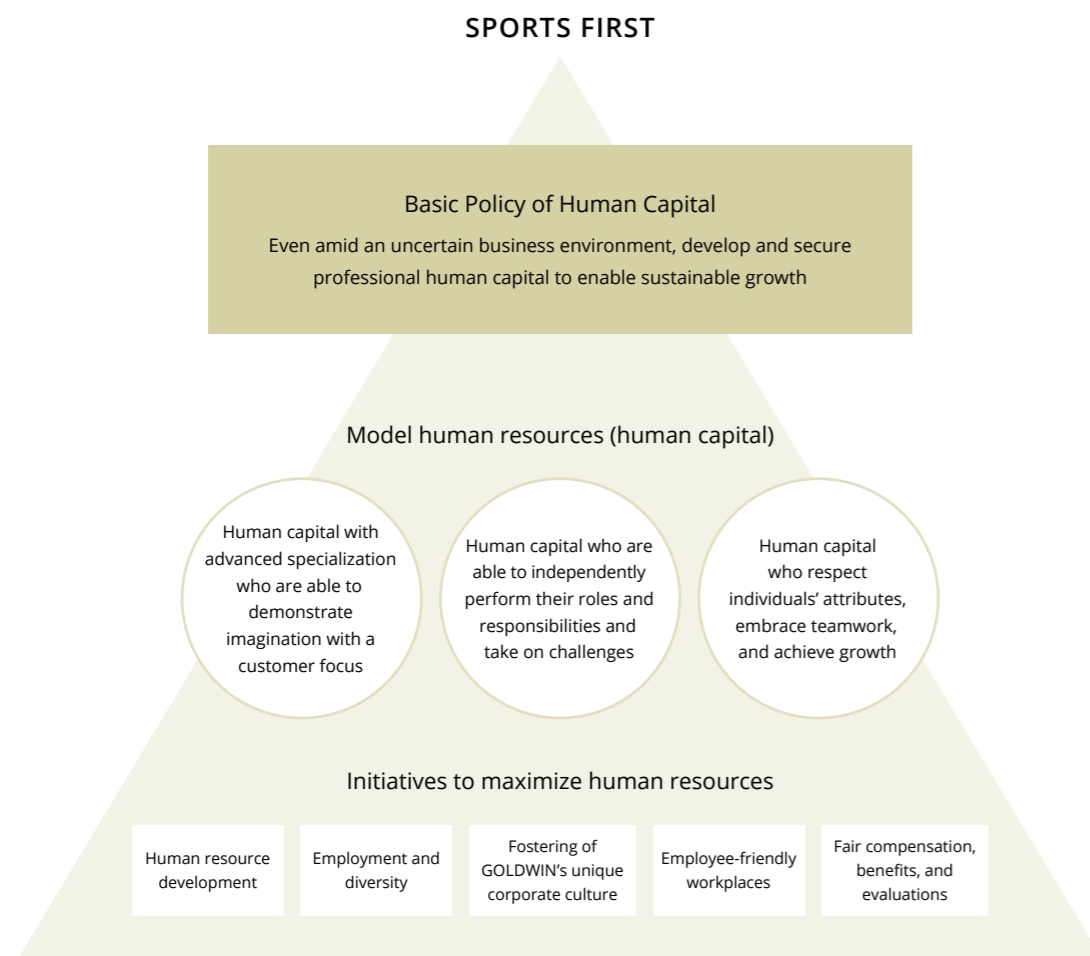 SPORTS FIRST
Basic Policy of Human Capital
Even amid an uncertain business environment, develop and secure
professional human capital to enable sustainable growth
Model human resources (human capital)
Human capital with
advanced specialization
who are able to
demonstrate
imagination with a
customer focus
Human capital who are
able to independently
perform their roles and
responsibilities and
take on challenges
Human capital
who respect
individuals’ attributes,
embrace teamwork,
and achieve growth
Initiatives to maximize human resources
Human resource
development
Employment and
diversity
Fostering of
GOLDWIN’s unique
corporate culture
Employee-friendly
workplaces
Fair compensation,
benefits, and
evaluations